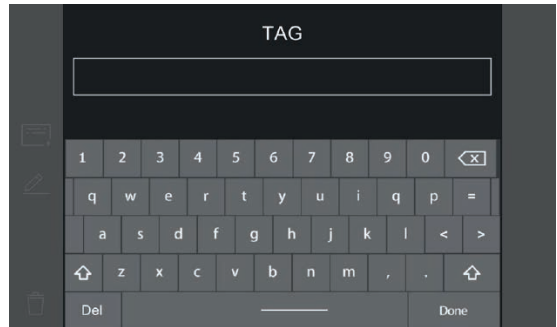 TAG
1 2 3 4 5 6 7 8 9 0
q w e r t y u i q p =
a s d f g h j k l < >
z x c v b n m , .
Del Done